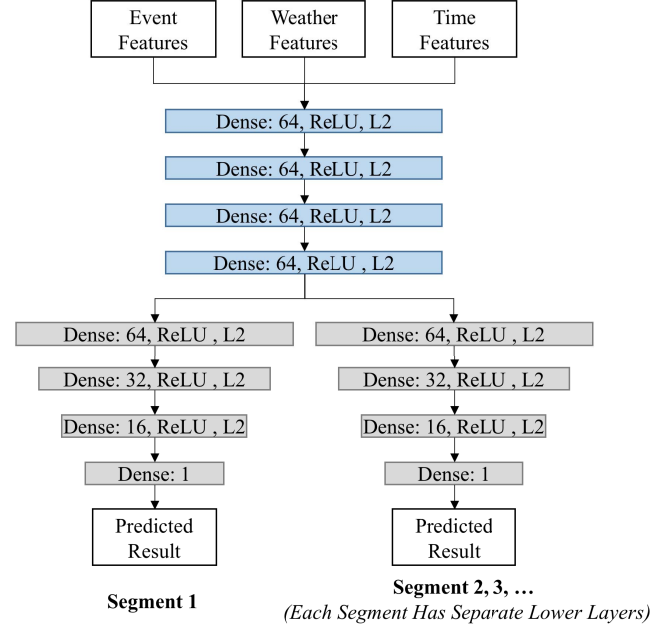 Event
Features
Weather
Features
Time
Features
Dense: 64, ReLU, L2
Dense: 64, ReLU, L2
Dense: 64, ReLU, L2
Dense: 64, ReLU , L2
Dense: 64, ReLU , L2
Dense: 32, ReLU , L2
Dense: 16, ReLU , L2
Dense: 1
Predicted
Result
Segment 1
Dense: 64, ReLU , L2
Dense: 32, ReLU , L2
Dense: 16, ReLU , L2
Dense: 1
Predicted
Result
Segment 2, 3, …
(Each Segment Has Separate Lower Layers)